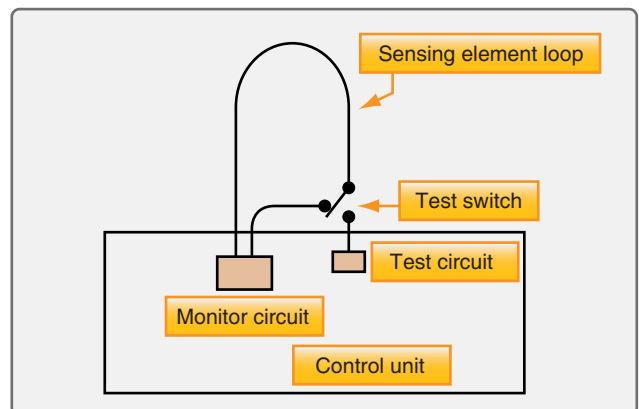 Sensing element loop
Test switch
Test circuit
Monitor circuit
Control unit